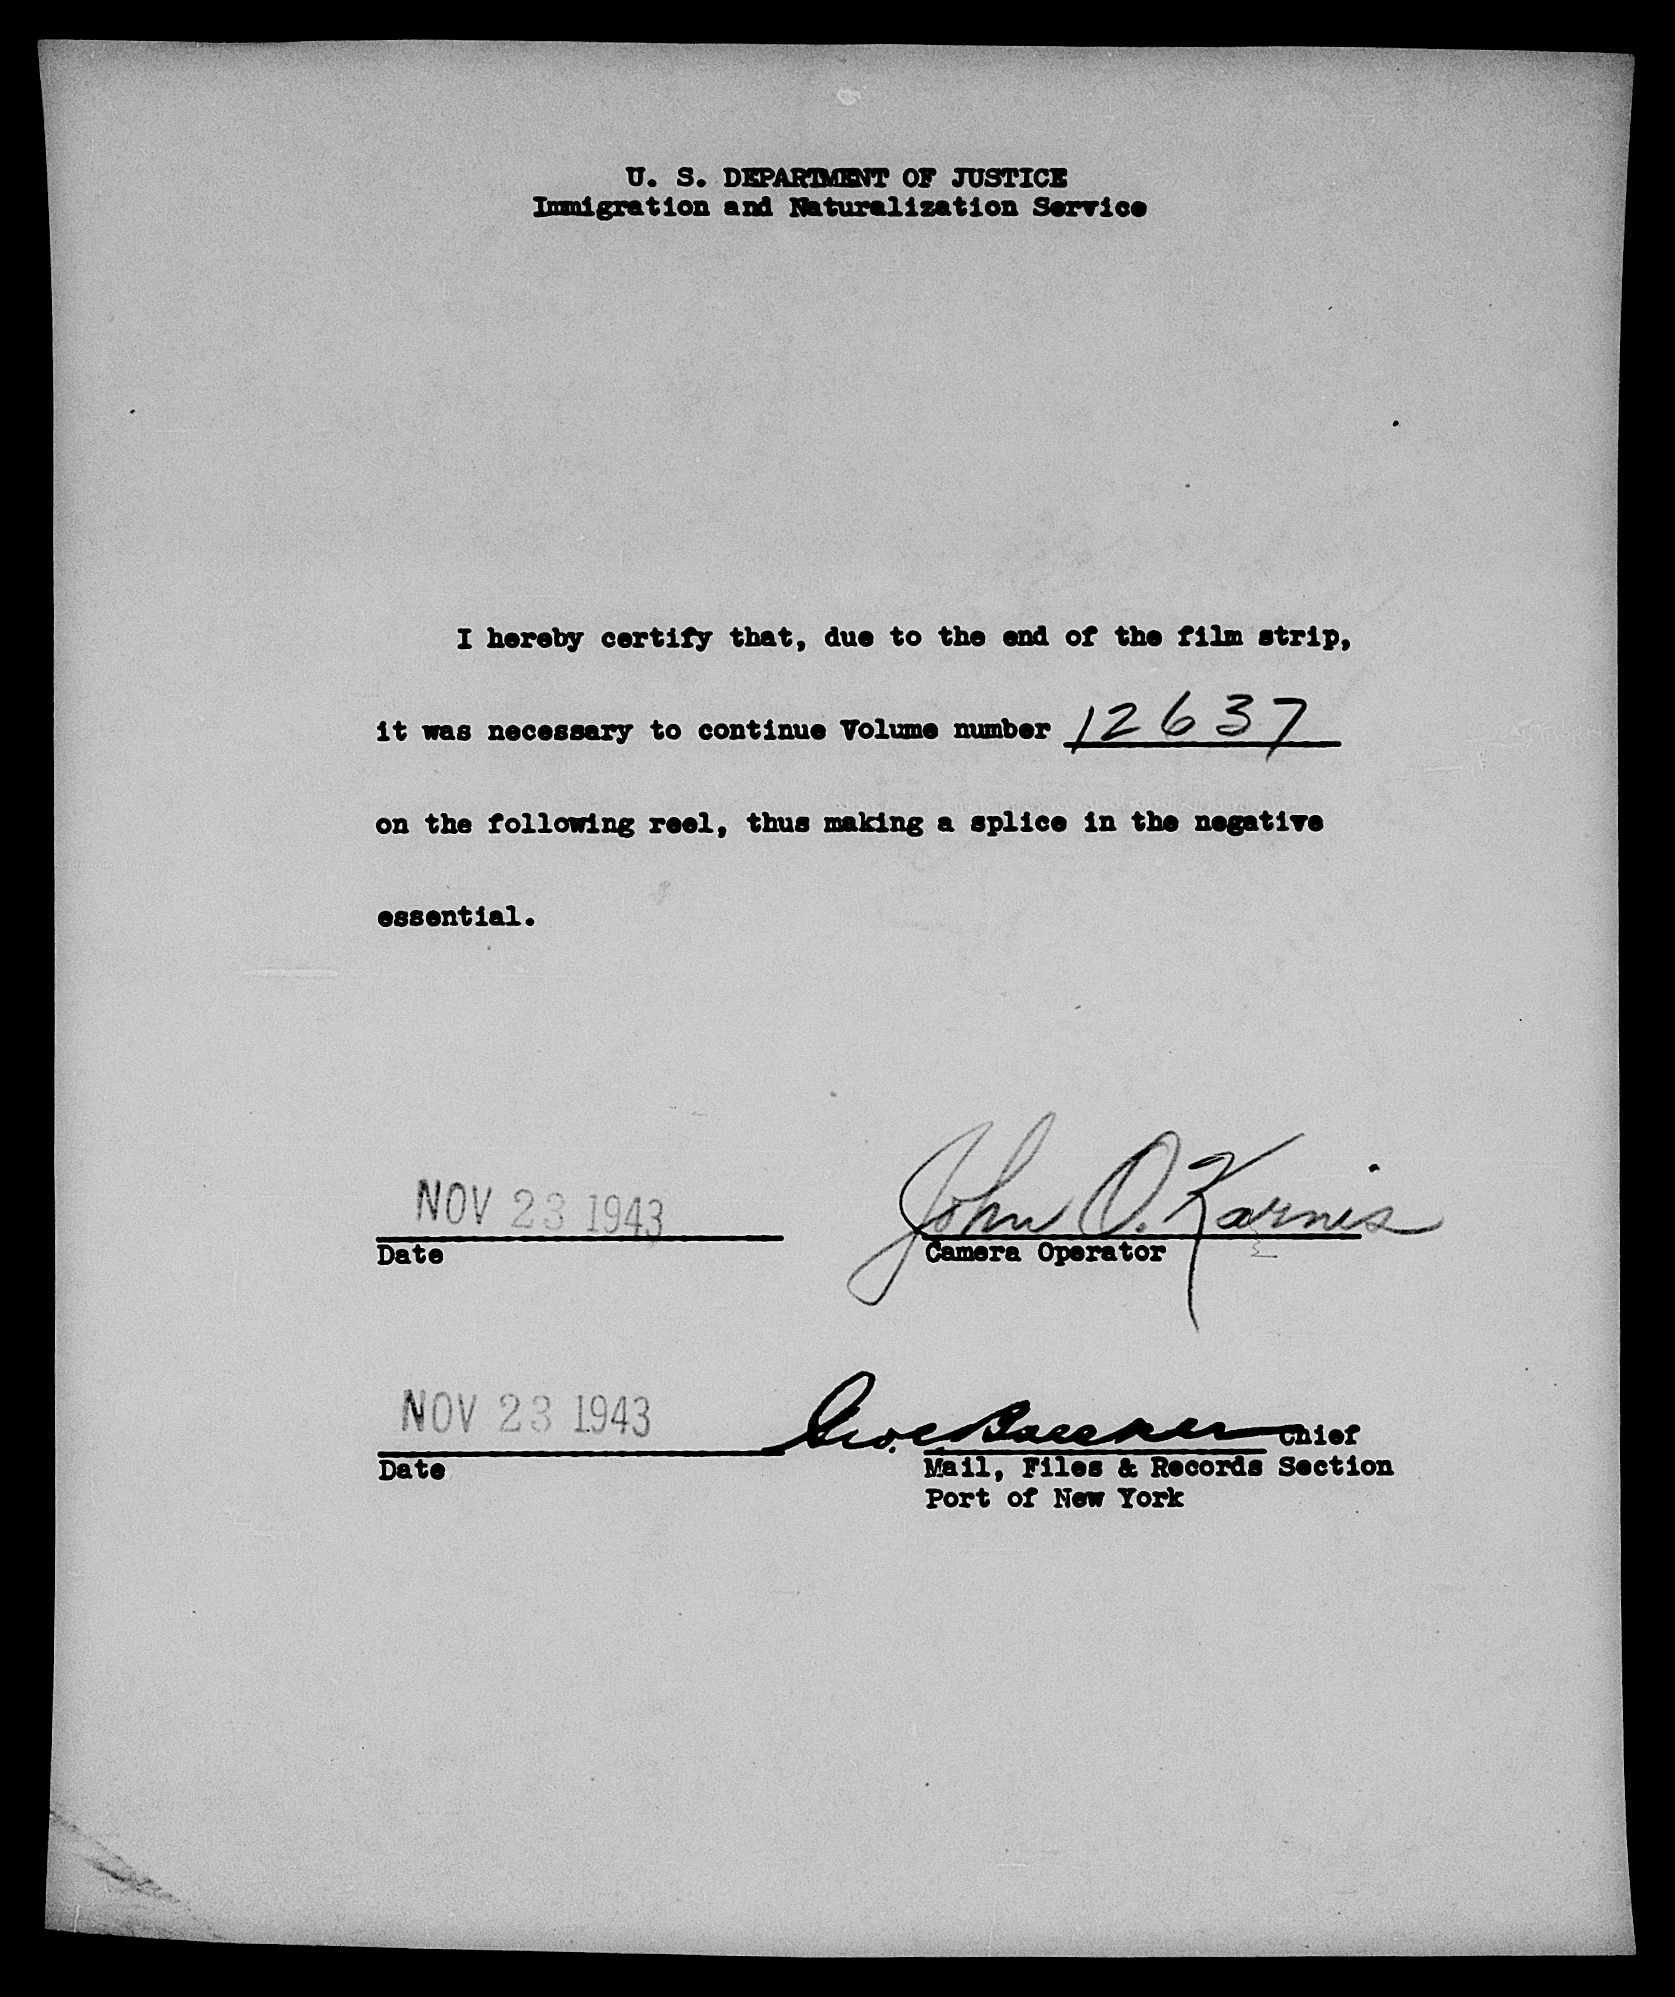 U. S. DEPARTMENT OF JUSTICE
Immigration and Naturalization Service
I hereby certify that, due to the end of the film strip,
it was necessary to continue Volume number 12637
on the following reel, thus making a splice in the negative
essential.
NOV 23 1943 John O. Karnis
Date Camera Operator
NOV 23 1943 Geo. Chief
Date Mail, Files & Records Section
Port of New York